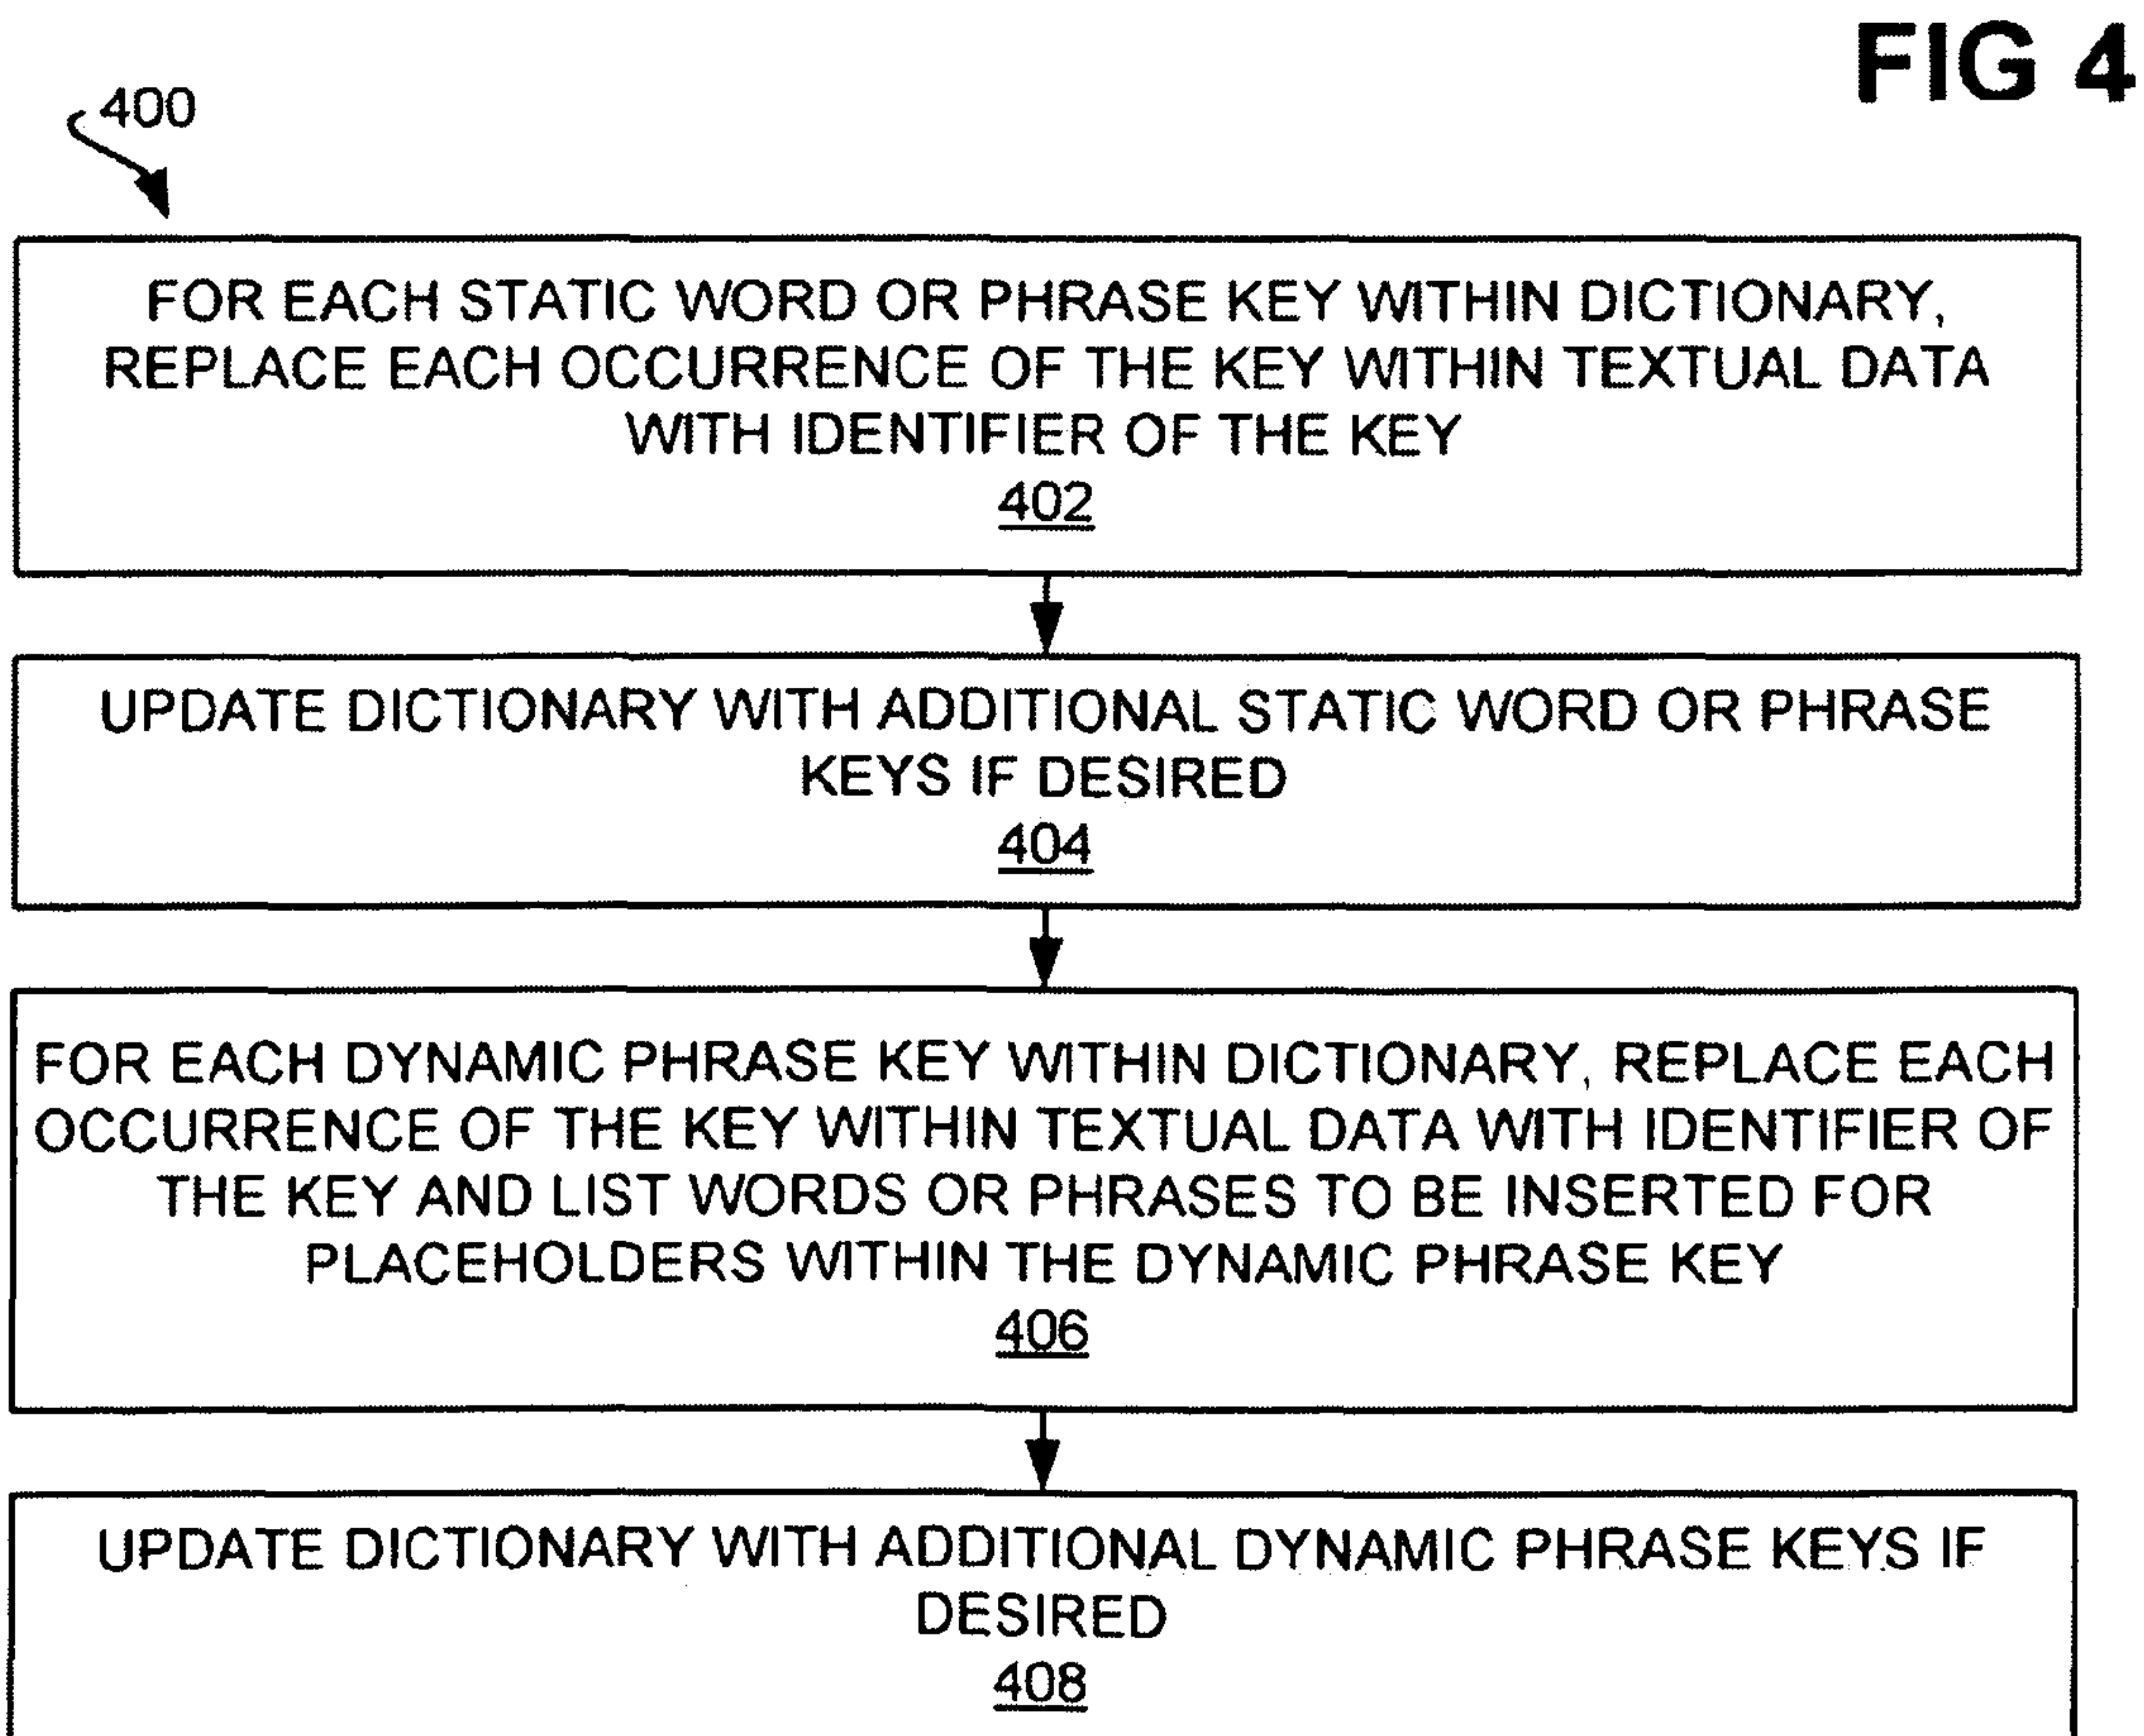 FIG 4
400
FOR EACH STATIC WORD OR PHRASE KEY WITHIN DICTIONARY,
REPLACE EACH OCCURRENCE OF THE KEY WITHIN TEXTUAL DATA
WITH IDENTIFIER OF THE KEY
402
UPDATE DICTIONARY WITH ADDITIONAL STATIC WORD OR PHRASE
KEYS IF DESIRED
404
FOR EACH DYNAMIC PHRASE KEY WITHIN DICTIONARY, REPLACE EACH
OCCURRENCE OF THE KEY WITHIN TEXTUAL DATA WITH IDENTIFIER OF
THE KEY AND LIST WORDS OR PHRASES TO BE INSERTED FOR
PLACEHOLDERS WITHIN THE DYNAMIC PHRASE KEY
406
UPDATE DICTIONARY WITH ADDITIONAL DYNAMIC PHRASE KEYS IF
DESIRED
408